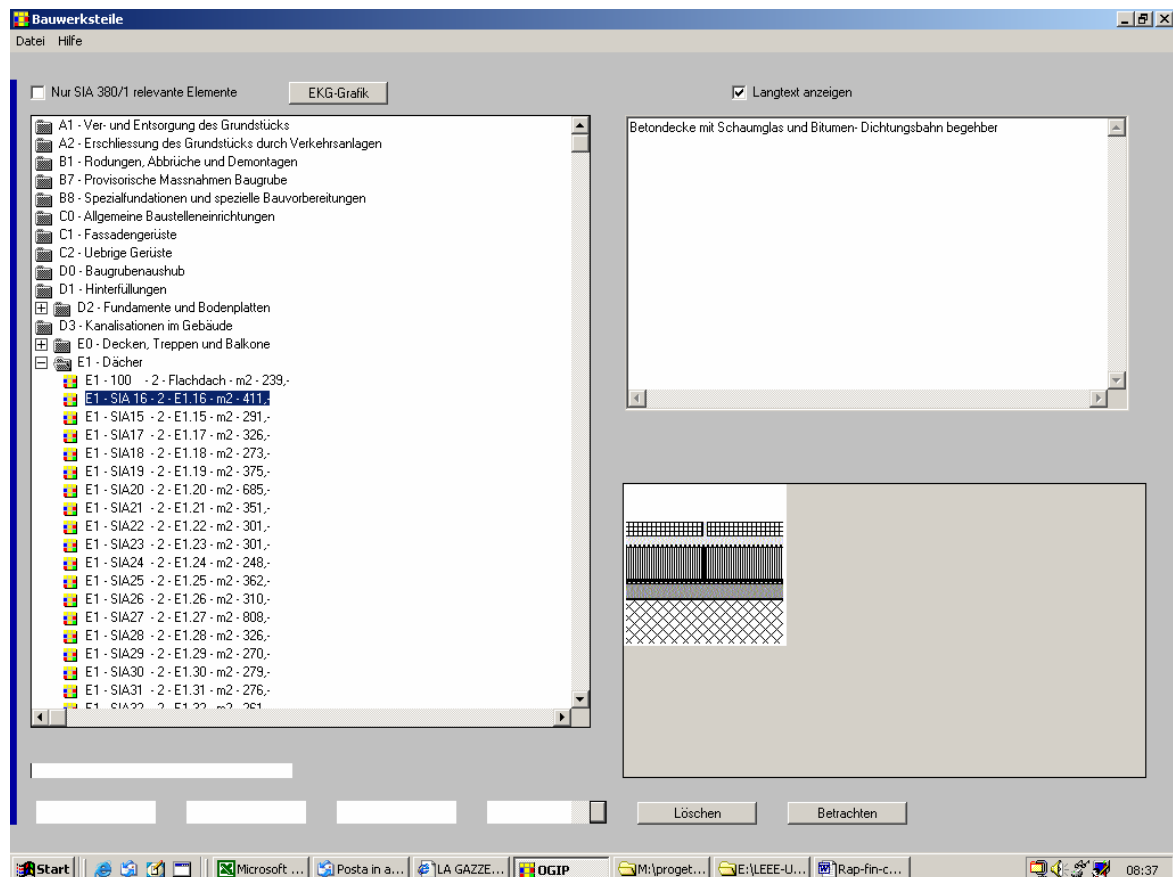 Bauwerksteile
Datei Hilfe
Nur SIA 380/1 relevante Elemente
EKG-Grafik
Langtext anzeigen
A1 - Ver- und Entsorgung des Grundstücks
A2 - Erschliessung des Grundstücks durch Verkehrsanlagen
B1 - Rodungen, Abbrüche und Demontagen
B7 - Provisorische Massnahmen Baugrube
B8 - Spezialfundationen und spezielle Bauvorbereitungen
C0 - Allgemeine Baustelleneinrichtungen
C1 - Fassadengerüste
C2 - Uebrige Gerüste
D0 - Baugrubenaushub
D1 - Hinterfüllungen
D2 - Fundamente und Bodenplatten
D3 - Kanalisationen im Gebäude
E0 - Decken, Treppen und Balkone
E1 - Dächer
E1 - 100 - 2 - Flachdach - m2 - 239,-
E1 - SIA 16 - 2 - E1.16 - m2 - 411,-
E1 - SIA15 - 2 - E1.15 - m2 - 291,-
E1 - SIA17 - 2 - E1.17 - m2 - 326,-
E1 - SIA18 - 2 - E1.18 - m2 - 273,-
E1 - SIA19 - 2 - E1.19 - m2 - 375,-
E1 - SIA20 - 2 - E1.20 - m2 - 685,-
E1 - SIA21 - 2 - E1.21 - m2 - 351,-
E1 - SIA22 - 2 - E1.22 - m2 - 301,-
E1 - SIA23 - 2 - E1.23 - m2 - 301,-
E1 - SIA24 - 2 - E1.24 - m2 - 248,-
E1 - SIA25 - 2 - E1.25 - m2 - 362,-
E1 - SIA26 - 2 - E1.26 - m2 - 310,-
E1 - SIA27 - 2 - E1.27 - m2 - 808,-
E1 - SIA28 - 2 - E1.28 - m2 - 326,-
E1 - SIA29 - 2 - E1.29 - m2 - 270,-
E1 - SIA30 - 2 - E1.30 - m2 - 279,-
E1 - SIA31 - 2 - E1.31 - m2 - 276,-
E1 - SIA32 - 2 - E1.32 - m2 - 261
Betondecke mit Schaumglas und Bitumen- Dichtungsbahn begehber
Löschen
Betrachten
Start
Microsoft ...
Posta in a...
LA GAZZE...
OGIP
M:\proget...
E:\LEEE-U...
Rap-fin-c...
08:37